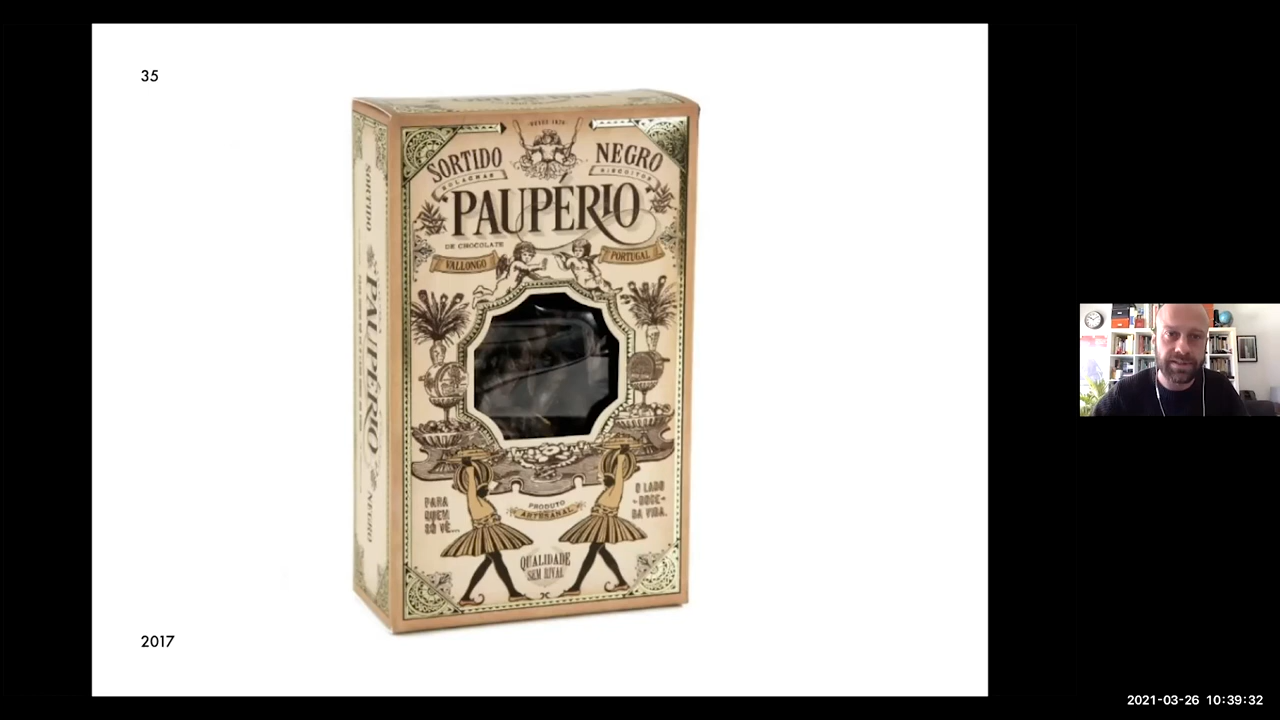 35
DESDE 1874
SORTIDO NEGRO
BOLACHAS BISCOITOS
PAUPÉRIO
DE CHOCOLATE
VALLONGO PORTUGAL
PARA QUEM SÓ VÊ...
PRODUTO ARTESANAL
O LADO DOCE DA VIDA.
QUALIDADE
SEM RIVAL
SORTIDO
PAUPÉRIO
NEGRO
2017
2021-03-26 10:39:32